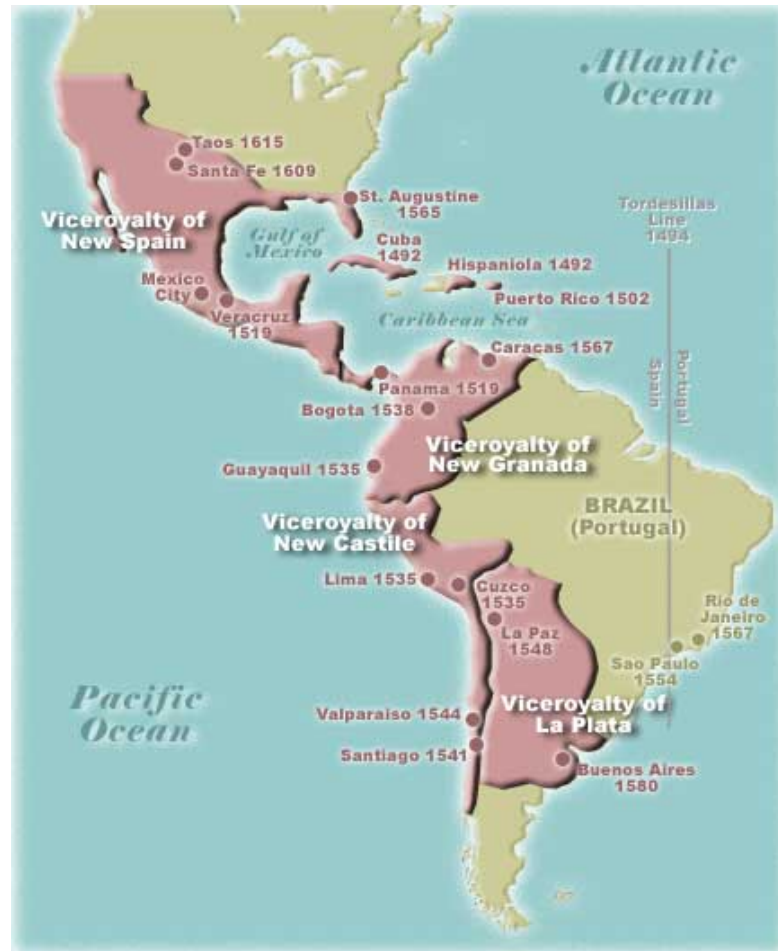 Atlantic
Ocean
Taos 1615
Santa Fe 1609
St. Augustine
1565
Tordesillas
Line
1494
Viceroyalty of
New Spain
Gulf of
Mexico
Cuba
1492
Hispaniola 1492
Mexico
City
Puerto Rico 1502
Veracruz
1519
Caribbean Sea
Caracas 1567
Spain
Portugal
Panama 1519
Bogota 1538
Viceroyalty of
New Granada
Guayaquil 1535
BRAZIL
(Portugal)
Viceroyalty of
New Castile
Lima 1535
Cuzco
1535
La Paz
1548
Rio de
Janeiro
1567
Sao Paulo
1554
Pacific
Ocean
Valparaiso 1544
Viceroyalty of
La Plata
Santiago 1541
Buenos Aires
1580